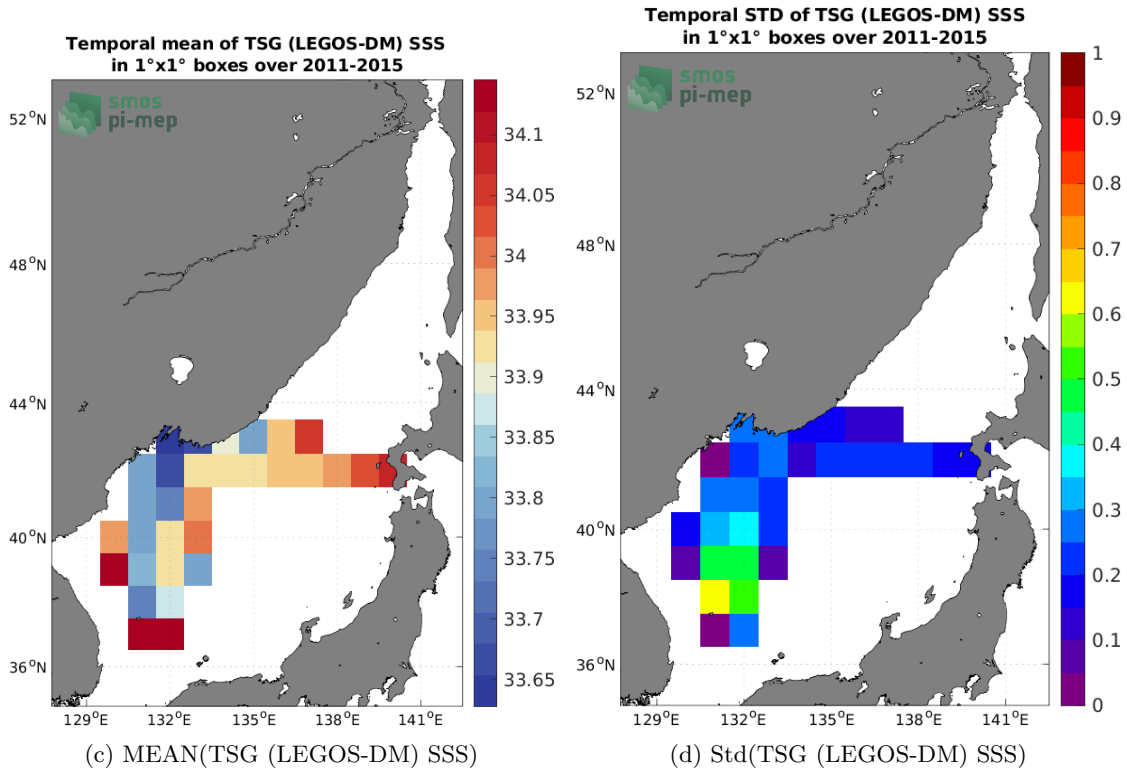 Temporal mean of TSG (LEGOS-DM) SSS
in 1°x1° boxes over 2011-2015
smos
pi-mep
52°N
48°N
44°N
40°N
36°N
129°E
132°E
135°E
138°E
141°E
34.1
34.05
34
33.95
33.9
33.85
33.8
33.75
33.7
33.65
(c) MEAN(TSG (LEGOS-DM) SSS)
Temporal STD of TSG (LEGOS-DM) SSS
in 1°x1° boxes over 2011-2015
smos
pi-mep
52°N
48°N
44°N
40°N
36°N
129°E
132°E
135°E
138°E
141°E
1
0.9
0.8
0.7
0.6
0.5
0.4
0.3
0.2
0.1
0
(d) Std(TSG (LEGOS-DM) SSS)